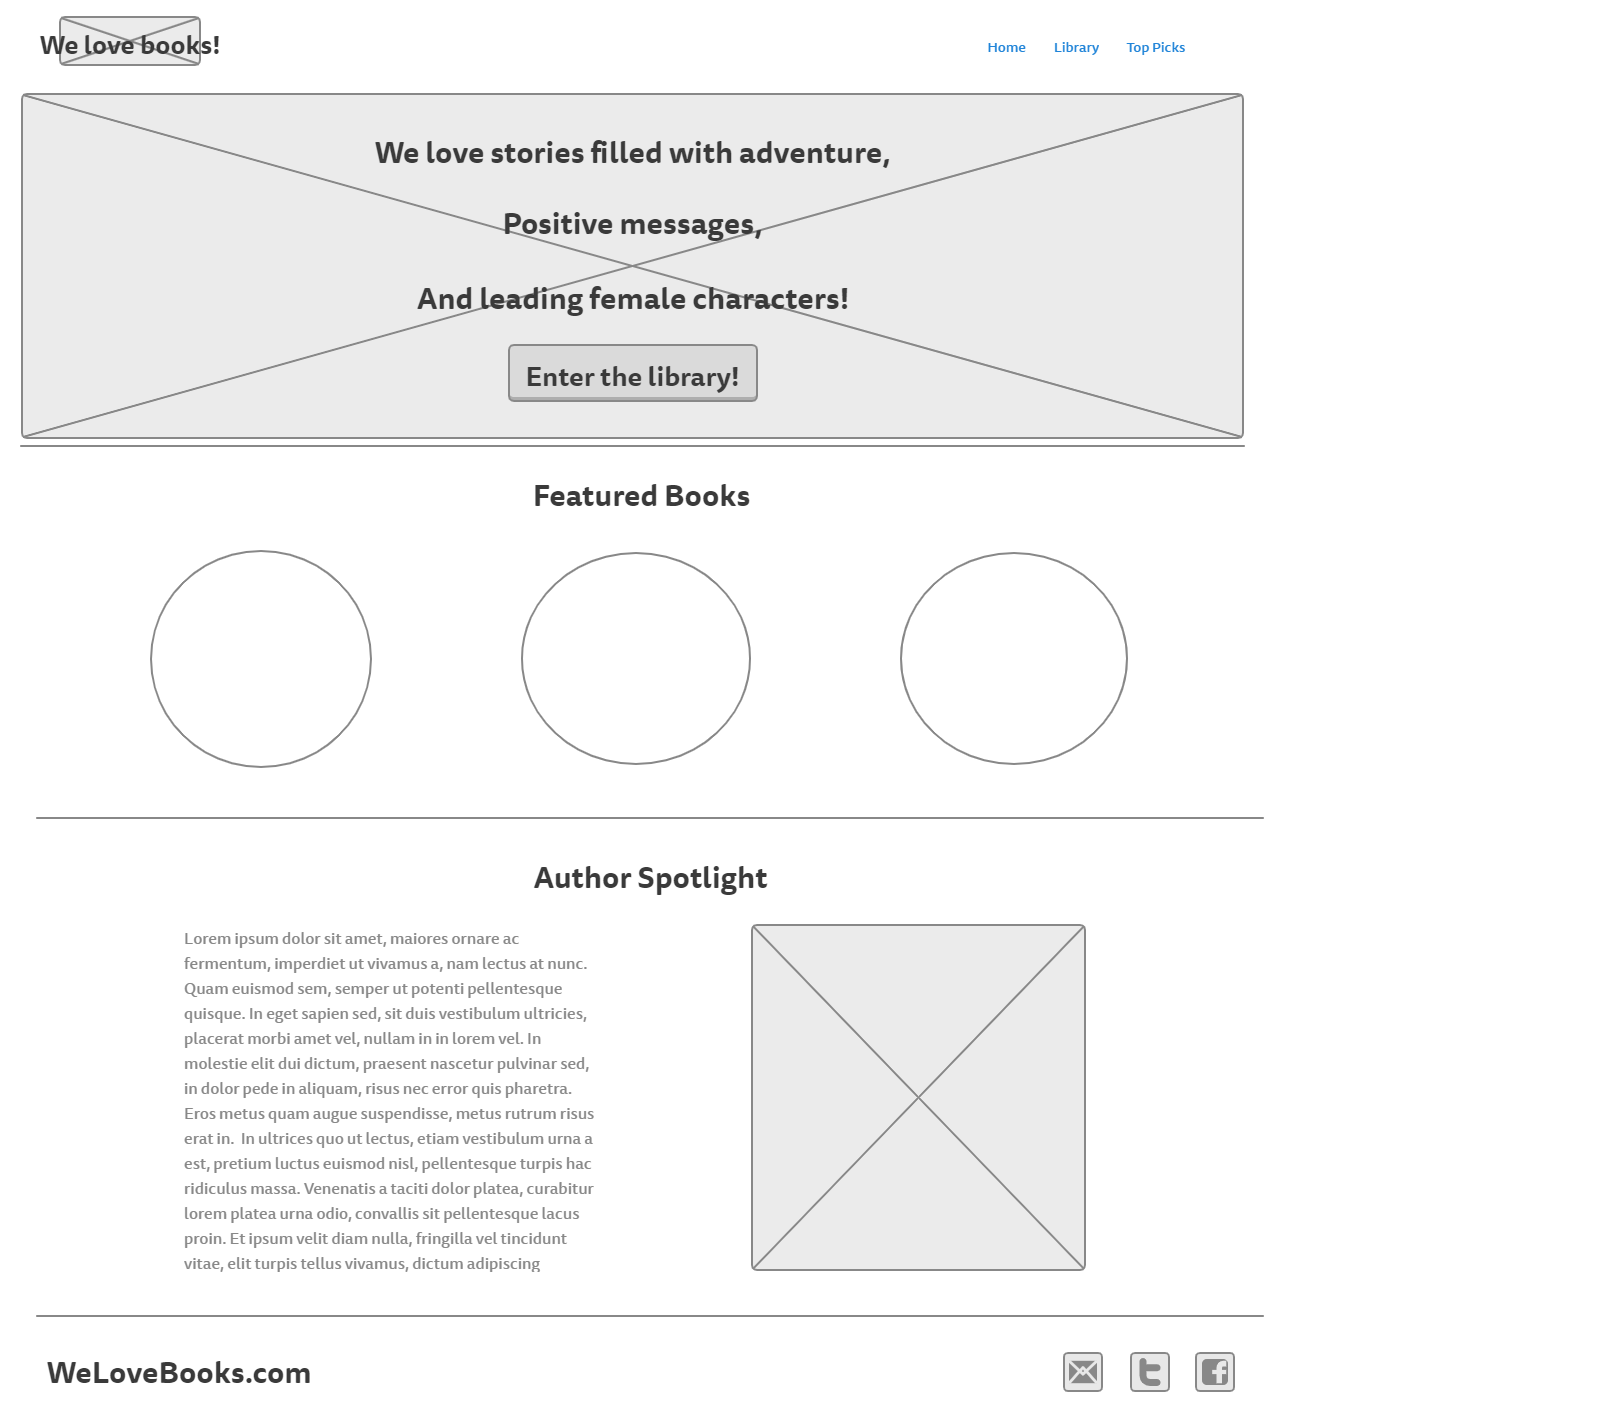 We love books!
Home Library Top Picks
We love stories filled with adventure,
Positive messages,
And leading female characters!
Enter the library!
Featured Books
Author Spotlight
Lorem ipsum dolor sit amet, maiores ornare ac
fermentum, imperdiet ut vivamus a, nam lectus at nunc.
Quam euismod sem, semper ut potenti pellentesque
quisque. In eget sapien sed, sit duis vestibulum ultricies,
placerat morbi amet vel, nullam in in lorem vel. In
molestie elit dui dictum, praesent nascetur pulvinar sed,
in dolor pede in aliquam, risus nec error quis pharetra.
Eros metus quam augue suspendisse, metus rutrum risus
erat in.  In ultrices quo ut lectus, etiam vestibulum urna a
est, pretium luctus euismod nisl, pellentesque turpis hac
ridiculus massa. Venenatis a taciti dolor platea, curabitur
lorem platea urna odio, convallis sit pellentesque lacus
proin. Et ipsum velit diam nulla, fringilla vel tincidunt
vitae, elit turpis tellus vivamus, dictum adipiscing
WeLoveBooks.com